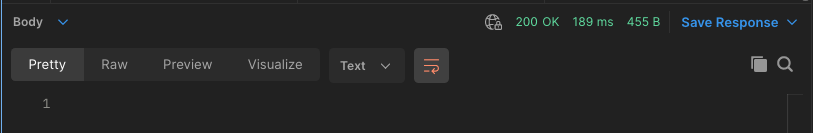 Body 200 OK 189 ms 455 B Save Response
Pretty Raw Preview Visualize Text
1